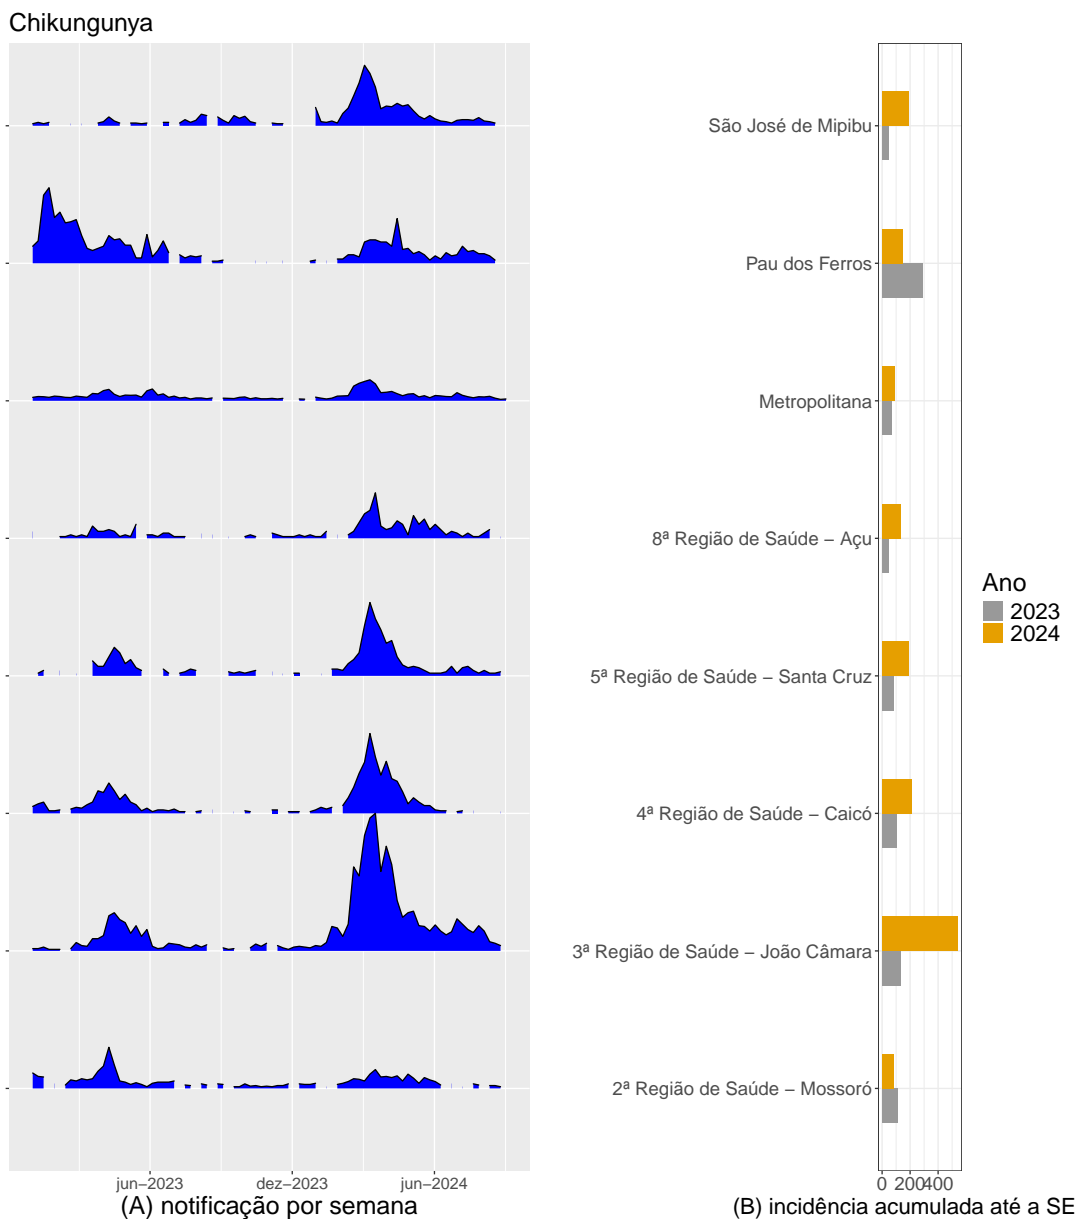 Chikungunya
São José de Mipibu
Pau dos Ferros
Metropolitana
8ª Região de Saúde − Açu
5ª Região de Saúde − Santa Cruz
4ª Região de Saúde − Caicó
3ª Região de Saúde − João Câmara
2ª Região de Saúde − Mossoró
Ano
2023
2024
jun−2023 dez−2023 jun−2024
0 200 400
(A) notificação por semana
(B) incidência acumulada até a SE